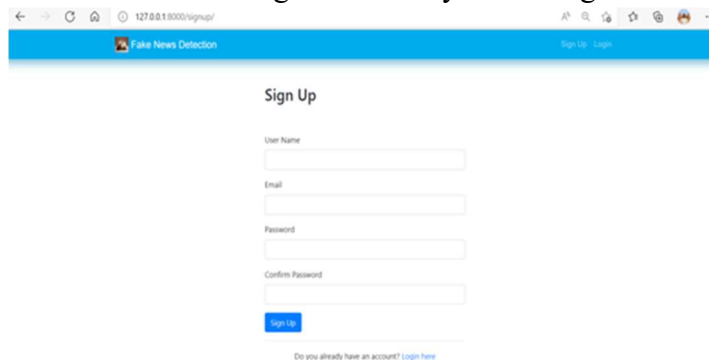 127.0.0.1:8000/signup/
Fake News Detection
Sign Up Login
Sign Up
User Name
Email
Password
Confirm Password
Sign Up
Do you already have an account? Login here